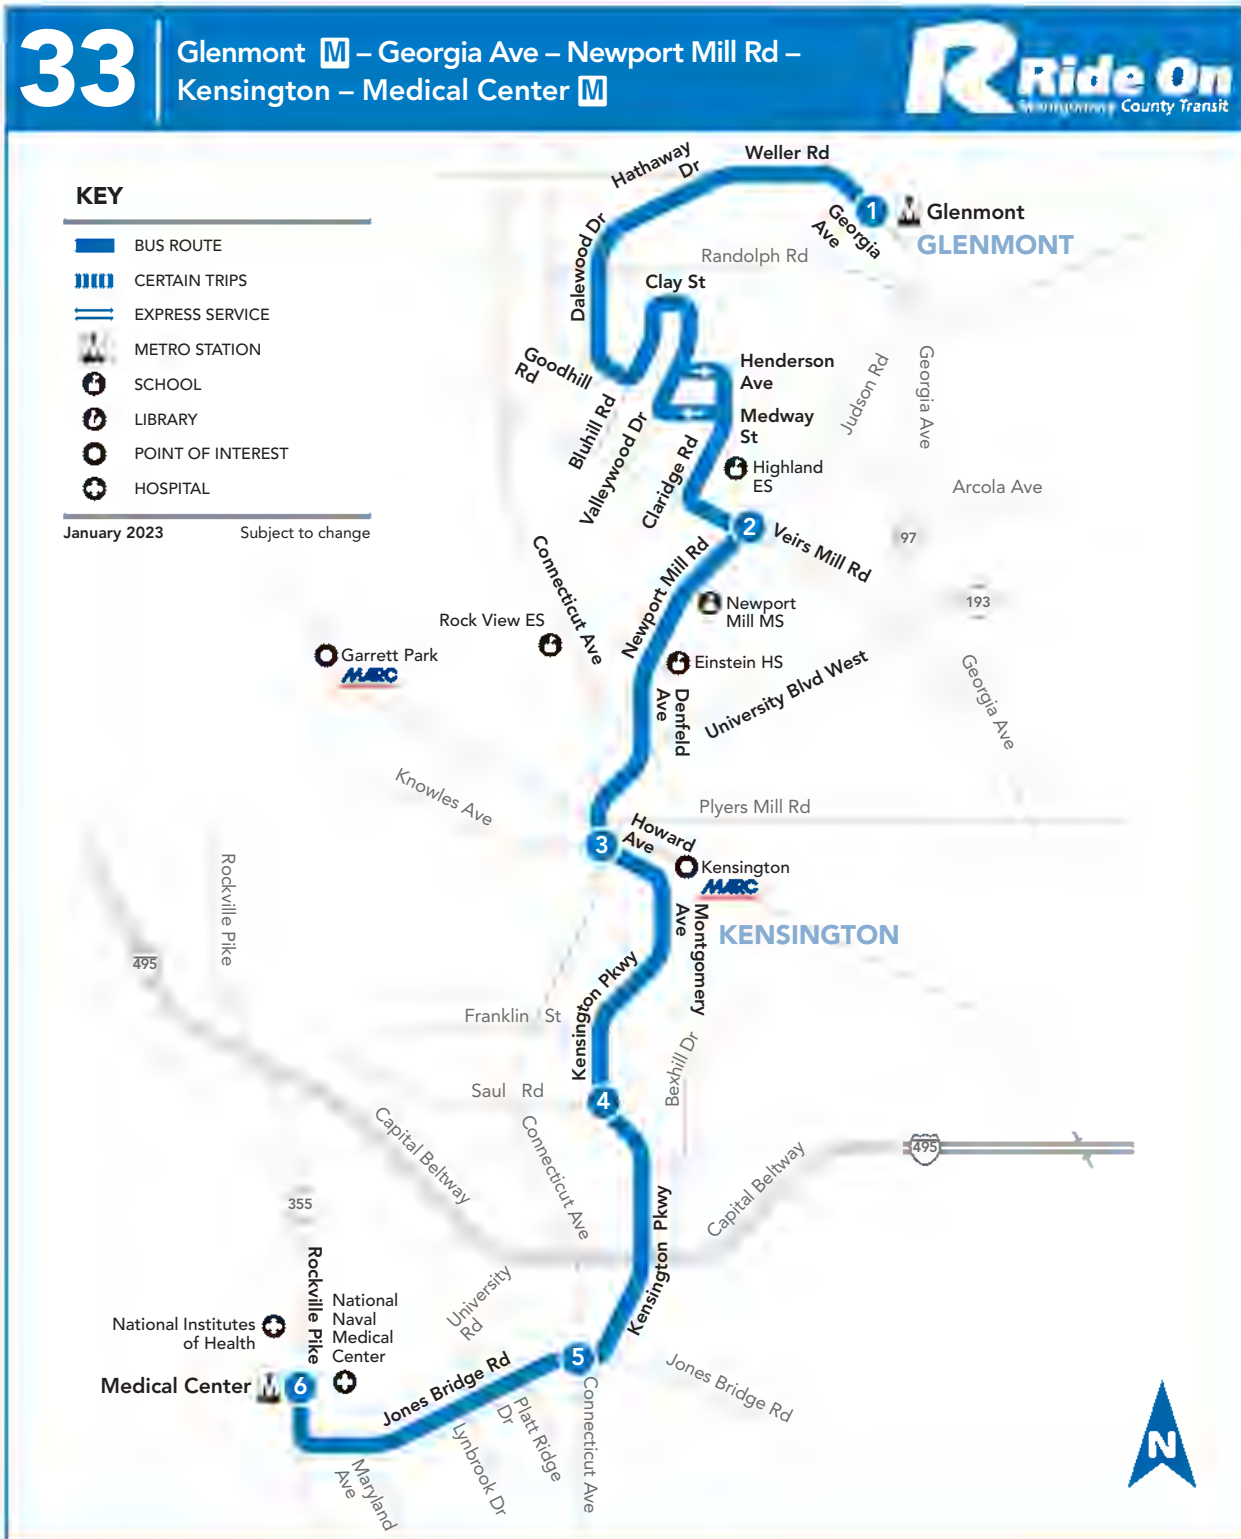 33
Glenmont M – Georgia Ave – Newport Mill Rd –
Kensington – Medical Center M
Ride On
Montgomery County Transit
KEY
BUS ROUTE
CERTAIN TRIPS
EXPRESS SERVICE
METRO STATION
SCHOOL
LIBRARY
POINT OF INTEREST
HOSPITAL
January 2023
Subject to change
Hathaway
Dr
Weller Rd
1
Glenmont
GLENMONT
Georgia
Ave
Dalewood Dr
Randolph Rd
Clay St
Goodhill
Rd
Henderson
Ave
Judson Rd
Georgia Ave
Bluhill Rd
Valleywood Dr
Medway
St
Claridge Rd
Highland
ES
Arcola Ave
2
Veirs Mill Rd
97
Connecticut Ave
Newport Mill Rd
193
Newport
Mill MS
Rock View ES
Garrett Park
MARC
Einstein HS
University Blvd West
Georgia Ave
Denfeld
Ave
Knowles Ave
Plyers Mill Rd
3
Howard
Ave
Kensington
MARC
Rockville Pike
Montgomery
Ave
KENSINGTON
495
Kensington Pkwy
Franklin St
Bexhill Dr
Saul Rd
4
Capital Beltway
Connecticut Ave
Capital Beltway
495
355
Kensington Pkwy
Rockville Pike
University
Rd
National
Naval
Medical
Center
National Institutes
of Health
5
Jones Bridge Rd
Medical Center
6
Jones Bridge Rd
Connecticut Ave
Platt Ridge
Dr
Lynbrook Dr
Maryland
Ave
N